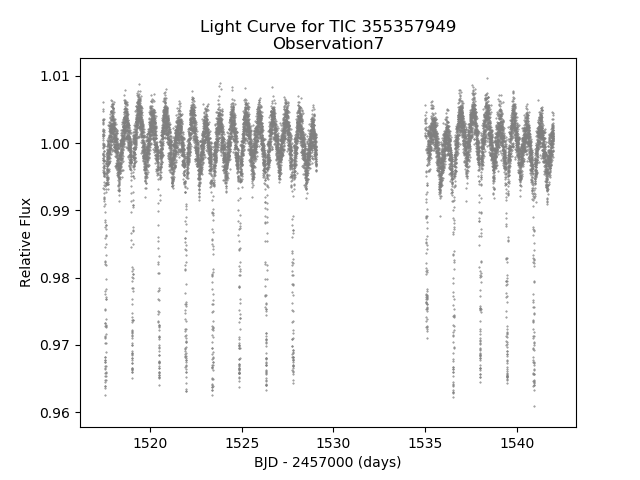 Light Curve for TIC 355357949
Observation7
1.01
1.00
0.99
0.98
0.97
0.96
Relative Flux
1520
1525
1530
1535
1540
BJD - 2457000 (days)